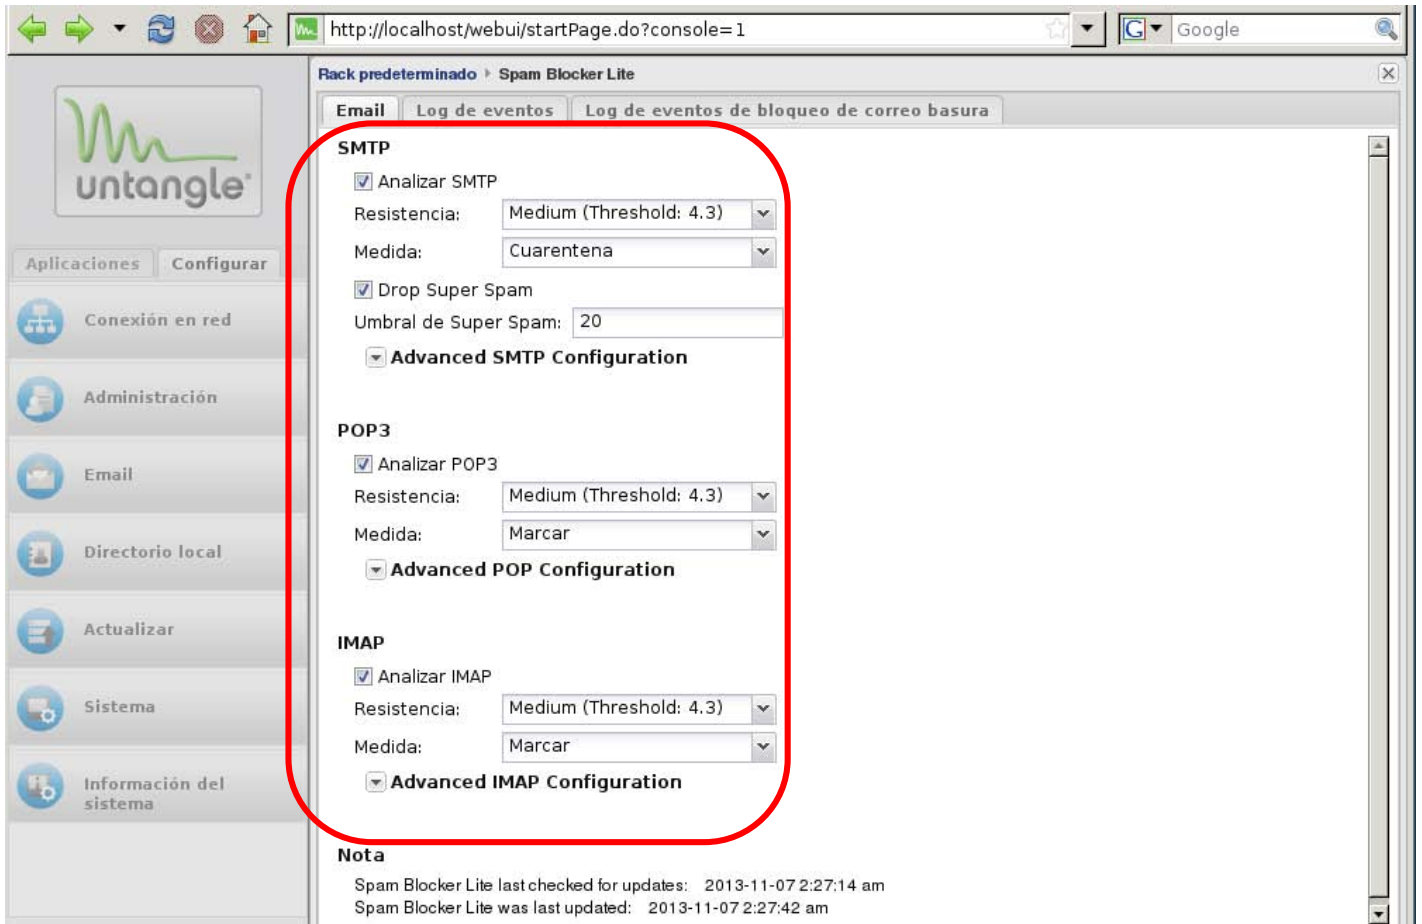 http://localhost/webui/startPage.do?console=1
G
Google
untangle
Aplicaciones
Configurar
Conexión en red
Administración
Email
Directorio local
Actualizar
Sistema
Información del
sistema
Rack predeterminado
Spam Blocker Lite
Email
Log de eventos
Log de eventos de bloqueo de correo basura
SMTP
Analizar SMTP
Resistencia: Medium (Threshold: 4.3)
Medida: Cuarentena
Drop Super Spam
Umbral de Super Spam: 20
Advanced SMTP Configuration
POP3
Analizar POP3
Resistencia: Medium (Threshold: 4.3)
Medida: Marcar
Advanced POP Configuration
IMAP
Analizar IMAP
Resistencia: Medium (Threshold: 4.3)
Medida: Marcar
Advanced IMAP Configuration
Nota
Spam Blocker Lite last checked for updates: 2013-11-07 2:27:14 am
Spam Blocker Lite was last updated: 2013-11-07 2:27:42 am